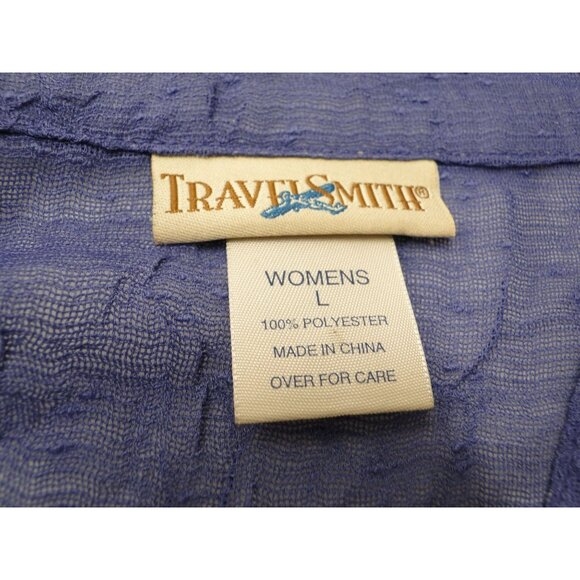 TRAVELSMITH®
WOMENS
L
100% POLYESTER
MADE IN CHINA
OVER FOR CARE